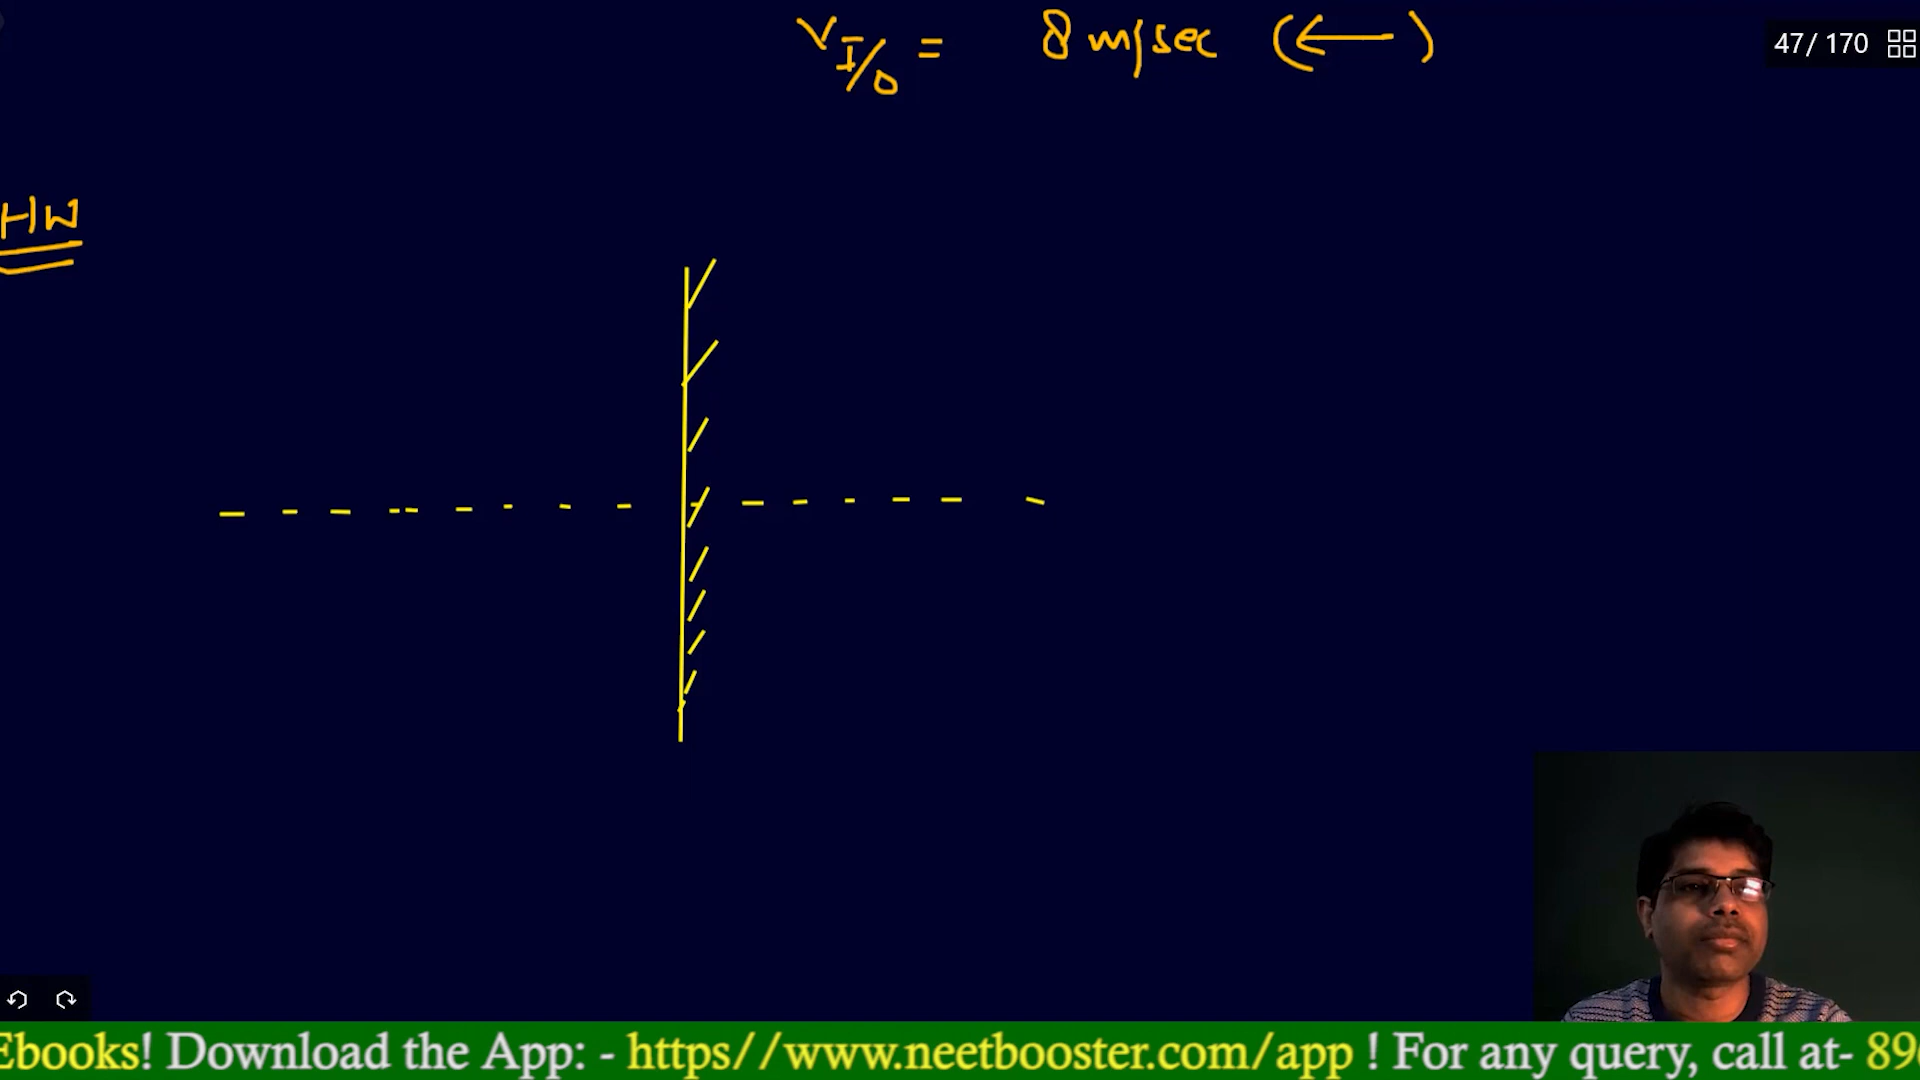 V I/O = 8 m/sec (←)
47/ 170
HW
Ebooks! Download the App: - https//www.neetbooster.com/app ! For any query, call at- 89